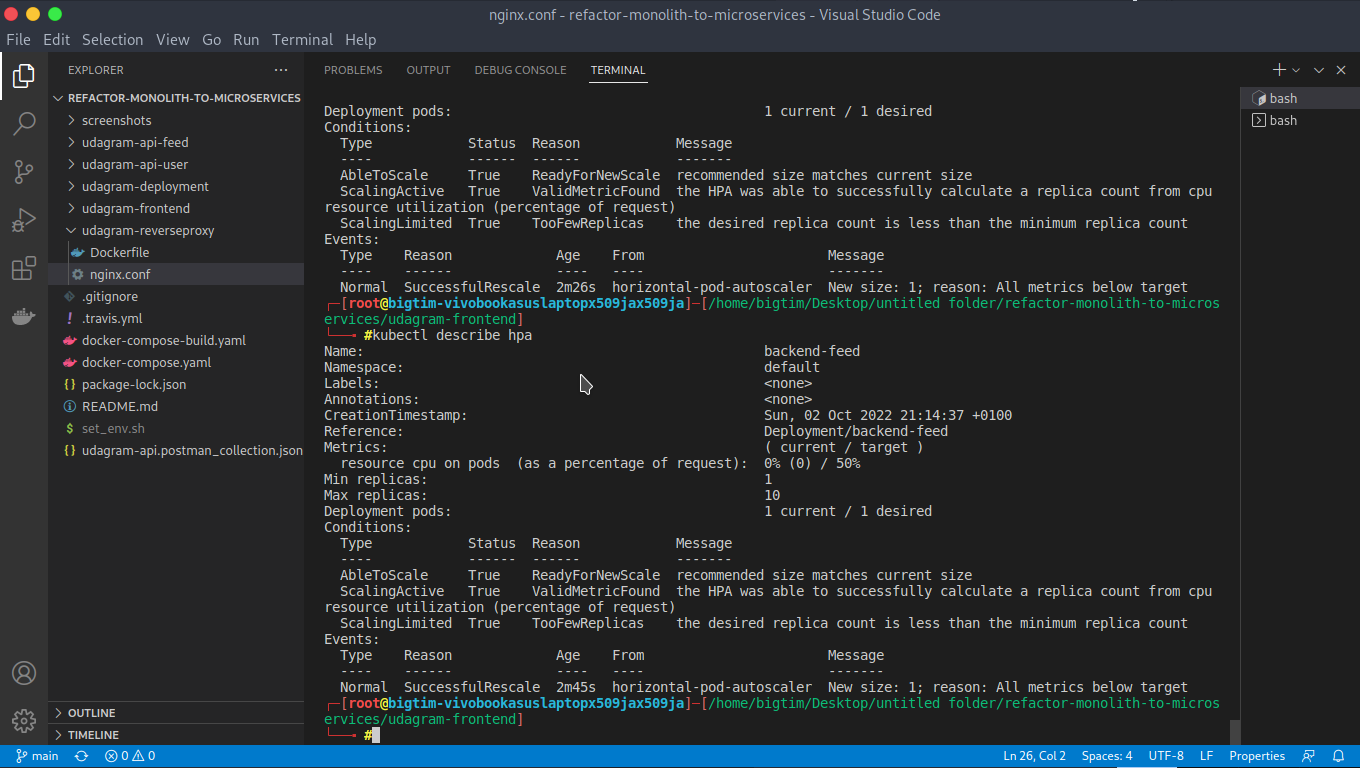 nginx.conf - refactor-monolith-to-microservices - Visual Studio Code
File Edit Selection View Go Run Terminal Help
EXPLORER
REFACTOR-MONOLITH-TO-MICROSERVICES
screenshots
udagram-api-feed
udagram-api-user
udagram-deployment
udagram-frontend
udagram-reverseproxy
Dockerfile
nginx.conf
.gitignore
.travis.yml
docker-compose-build.yaml
docker-compose.yaml
package-lock.json
README.md
set_env.sh
udagram-api.postman_collection.json
OUTLINE
TIMELINE
PROBLEMS OUTPUT DEBUG CONSOLE TERMINAL
Deployment pods: 1 current / 1 desired
Conditions:
Type Status Reason Message
---- ------ ------ -------
AbleToScale True ReadyForNewScale recommended size matches current size
ScalingActive True ValidMetricFound the HPA was able to successfully calculate a replica count from cpu
resource utilization (percentage of request)
ScalingLimited True TooFewReplicas the desired replica count is less than the minimum replica count
Events:
Type Reason Age From Message
---- ------ ---- ---- -------
Normal SuccessfulRescale 2m26s horizontal-pod-autoscaler New size: 1; reason: All metrics below target
┌─[root@bigtim-vivobookasuslaptopx509jax509ja]─[/home/bigtim/Desktop/untitled folder/refactor-monolith-to-micros
ervices/udagram-frontend]
└──╼ #kubectl describe hpa
Name: backend-feed
Namespace: default
Labels: <none>
Annotations: <none>
CreationTimestamp: Sun, 02 Oct 2022 21:14:37 +0100
Reference: Deployment/backend-feed
Metrics: ( current / target )
resource cpu on pods (as a percentage of request): 0% (0) / 50%
Min replicas: 1
Max replicas: 10
Deployment pods: 1 current / 1 desired
Conditions:
Type Status Reason Message
---- ------ ------ -------
AbleToScale True ReadyForNewScale recommended size matches current size
ScalingActive True ValidMetricFound the HPA was able to successfully calculate a replica count from cpu
resource utilization (percentage of request)
ScalingLimited True TooFewReplicas the desired replica count is less than the minimum replica count
Events:
Type Reason Age From Message
---- ------ ---- ---- -------
Normal SuccessfulRescale 2m45s horizontal-pod-autoscaler New size: 1; reason: All metrics below target
┌─[root@bigtim-vivobookasuslaptopx509jax509ja]─[/home/bigtim/Desktop/untitled folder/refactor-monolith-to-micros
ervices/udagram-frontend]
└──╼ #
bash
bash
main 0 0 Ln 26, Col 2 Spaces: 4 UTF-8 LF Properties